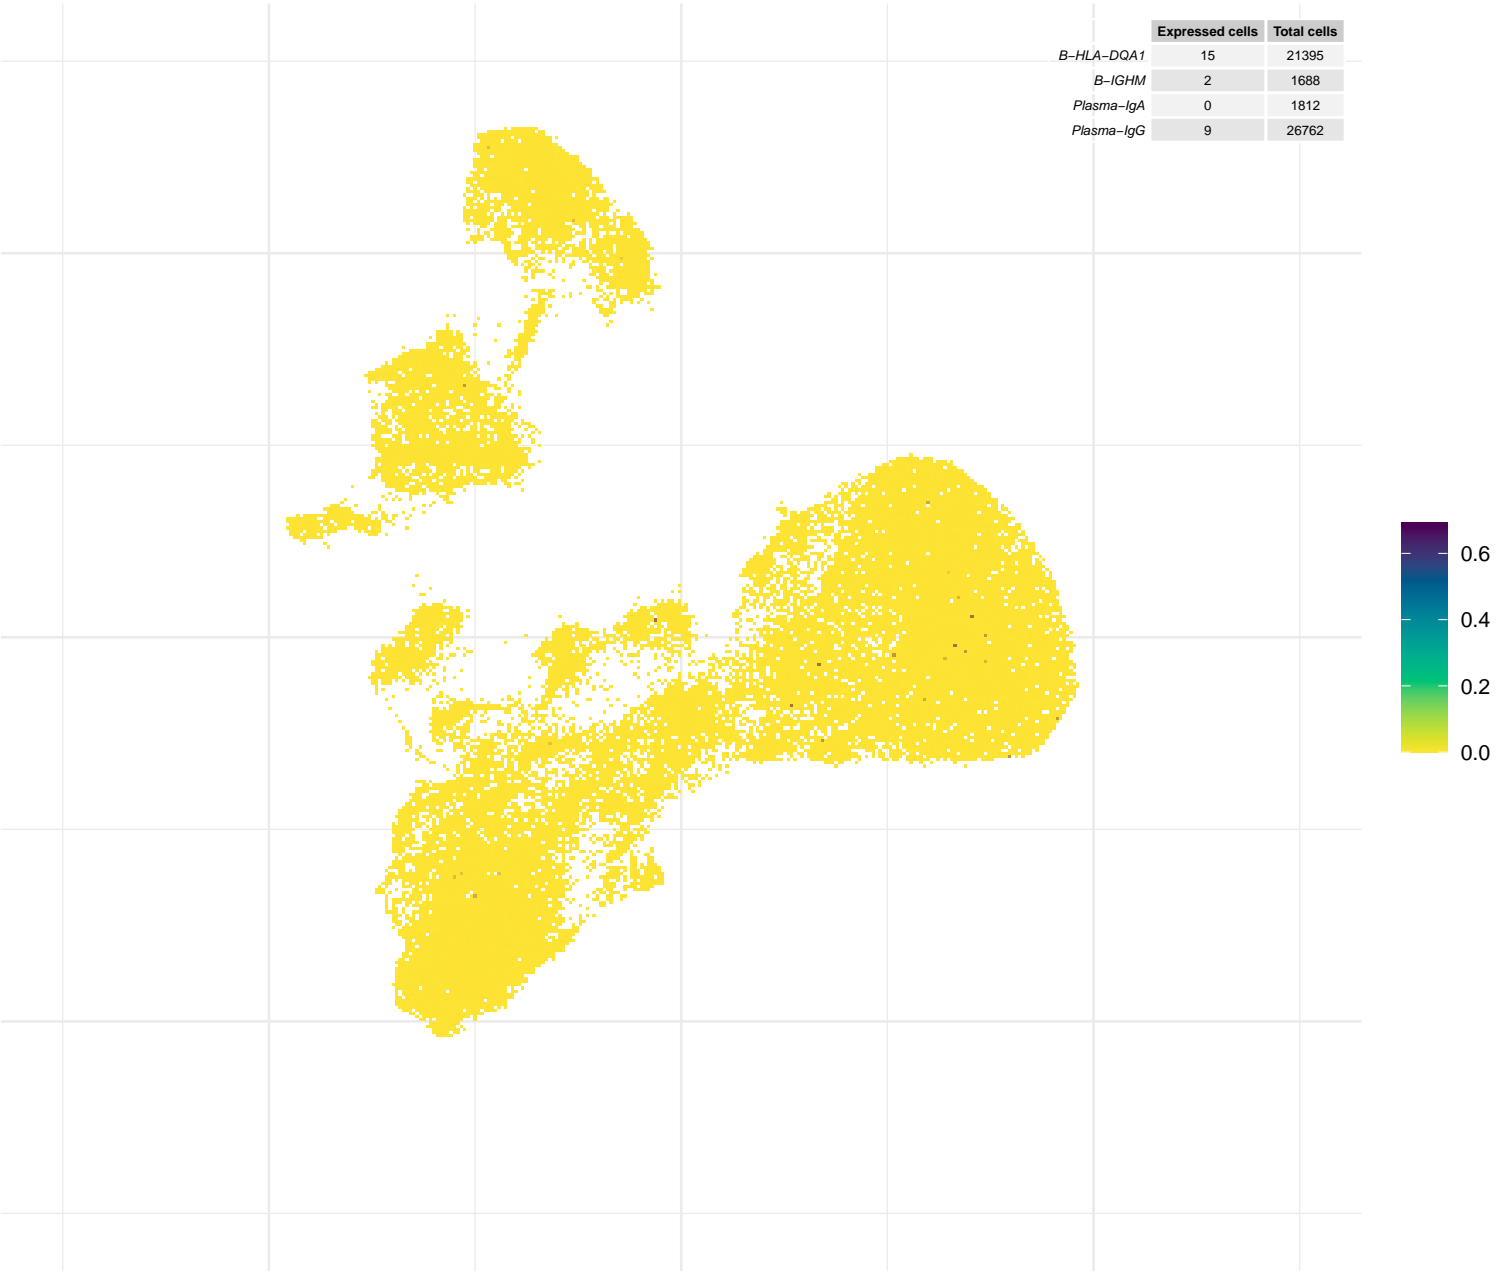 Expressed cells Total cells
B−HLA−DQA1 15 21395
B−IGHM 2 1688
Plasma−IgA 0 1812
Plasma−IgG 9 26762
0.6
0.4
0.2
0.0